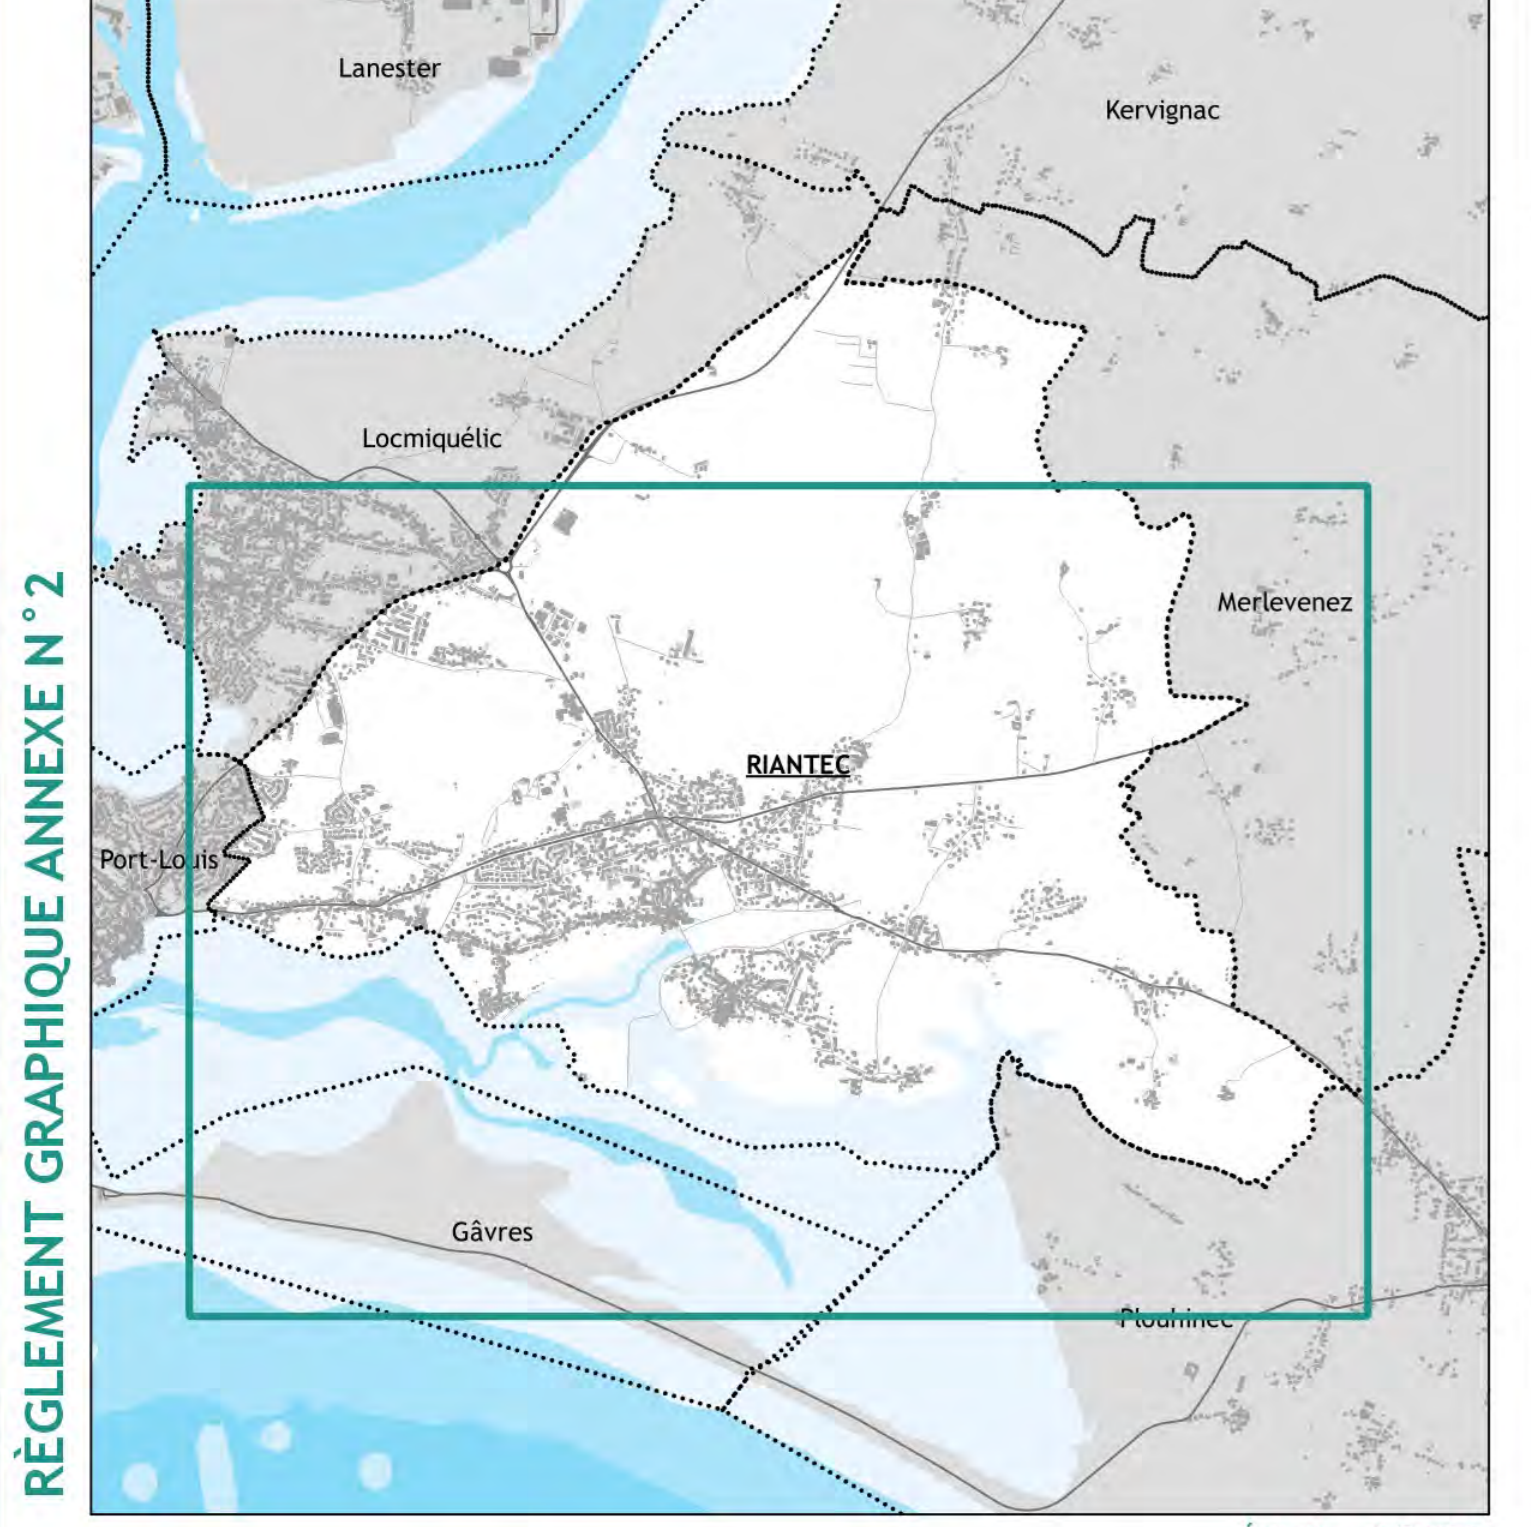 Lanester
Kervignac
Locmiquélic
Merlevenez
RIANTEC
Port-Louis
Gâvres
Plouhinec
RÈGLEMENT GRAPHIQUE ANNEXE N°2